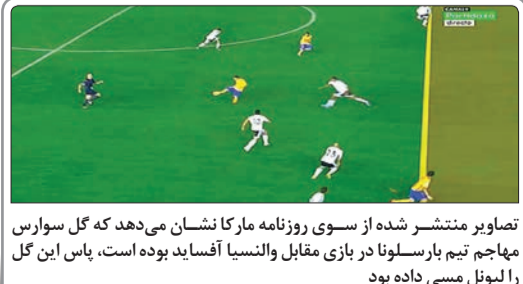 directo
تصاویر منتشر شده از سوی روزنامه مارکا نشان می‌دهد که گل سوارس
مهاجم تیم بارسلونا در بازی مقابل والنسیا آفساید بوده است، پاس این گل
را لیونل مسی داده بود